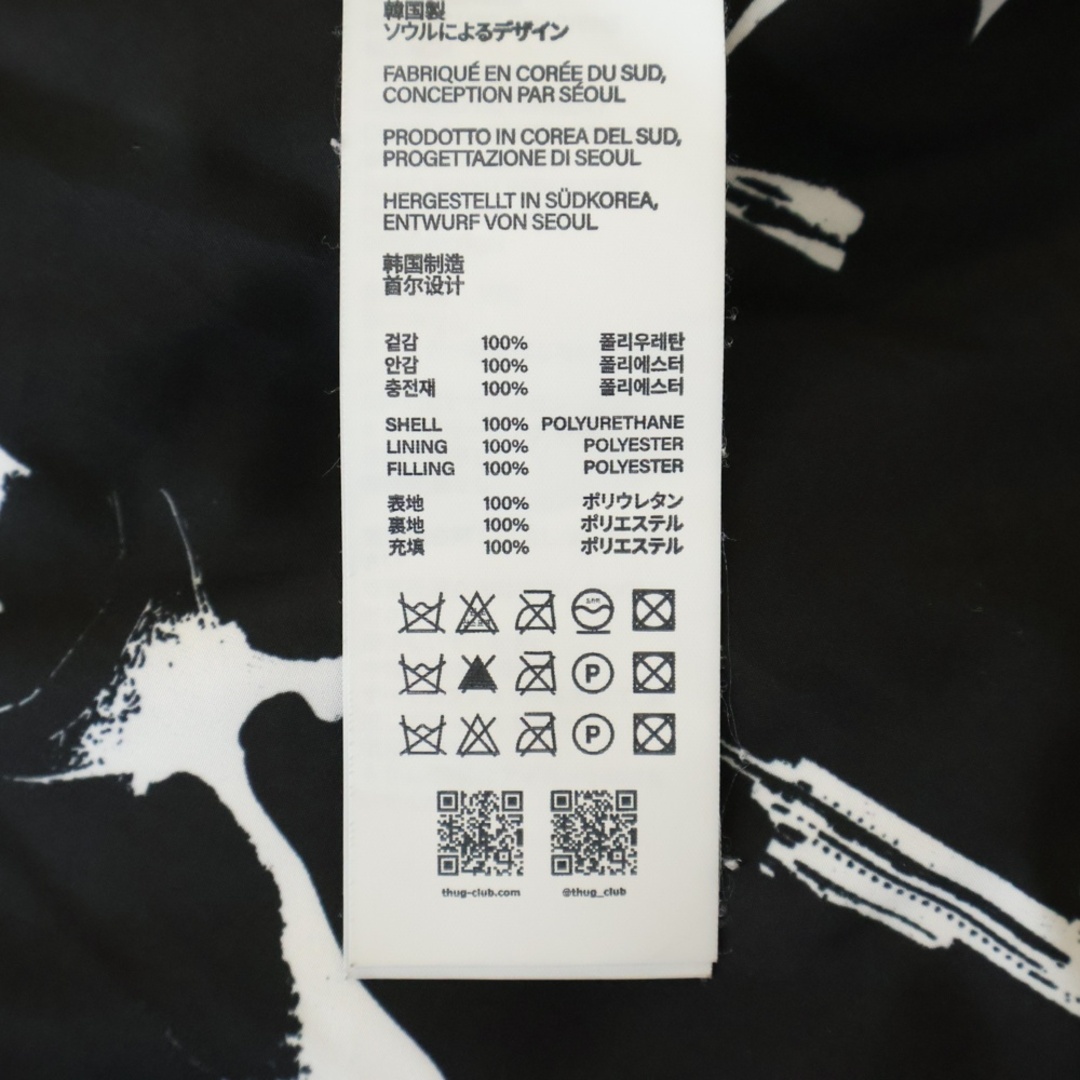 韓国製
ソウルによるデザイン
FABRIQUÉ EN CORÉE DU SUD,
CONCEPTION PAR SÉOUL
PRODOTTO IN COREA DEL SUD,
PROGETTAZIONE DI SEOUL
HERGESTELLT IN SÜDKOREA,
ENTWURF VON SEOUL
韩国制造
首尔设计
겉감 100% 폴리우레탄
안감 100% 폴리에스터
충전재 100% 폴리에스터
SHELL 100% POLYURETHANE
LINING 100% POLYESTER
FILLING 100% POLYESTER
表地 100% ポリウレタン
裏地 100% ポリエステル
充填 100% ポリエステル
P
P
thug-club.com @thug_club